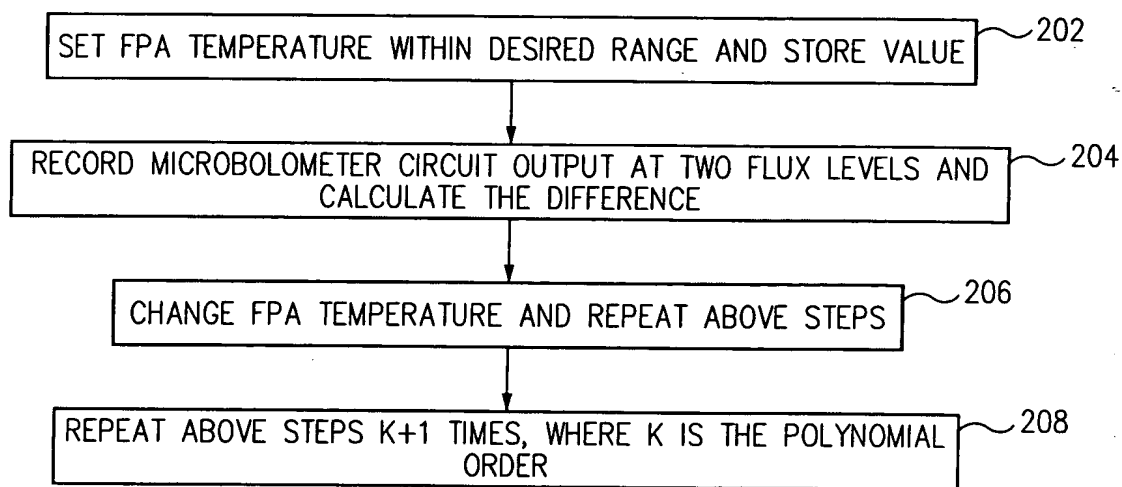 SET FPA TEMPERATURE WITHIN DESIRED RANGE AND STORE VALUE
202
RECORD MICROBOLOMETER CIRCUIT OUTPUT AT TWO FLUX LEVELS AND
CALCULATE THE DIFFERENCE
204
CHANGE FPA TEMPERATURE AND REPEAT ABOVE STEPS
206
REPEAT ABOVE STEPS K+1 TIMES, WHERE K IS THE POLYNOMIAL
ORDER
208